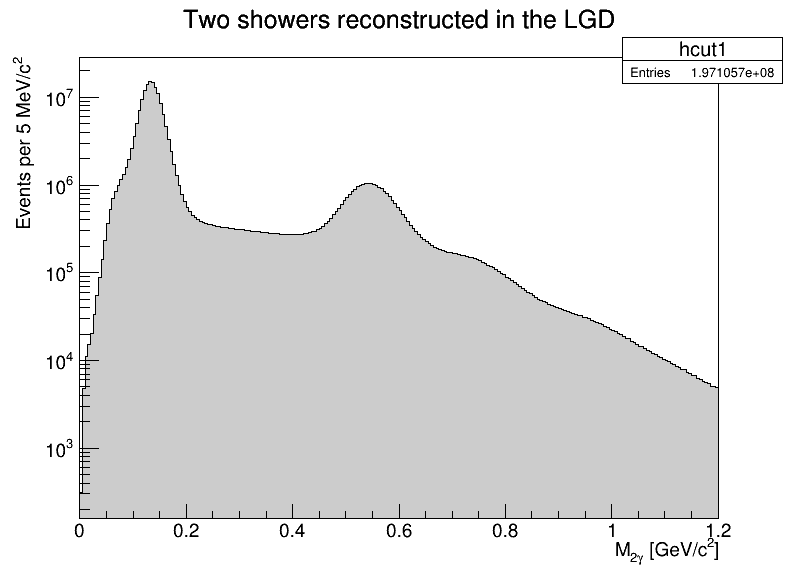 Two showers reconstructed in the LGD
hcut1
Entries 1.971057e+08
Events per 5 MeV/c²
10⁷
10⁶
10⁵
10⁴
10³
0 0.2 0.4 0.6 0.8 1 1.2
M₂γ [GeV/c²]